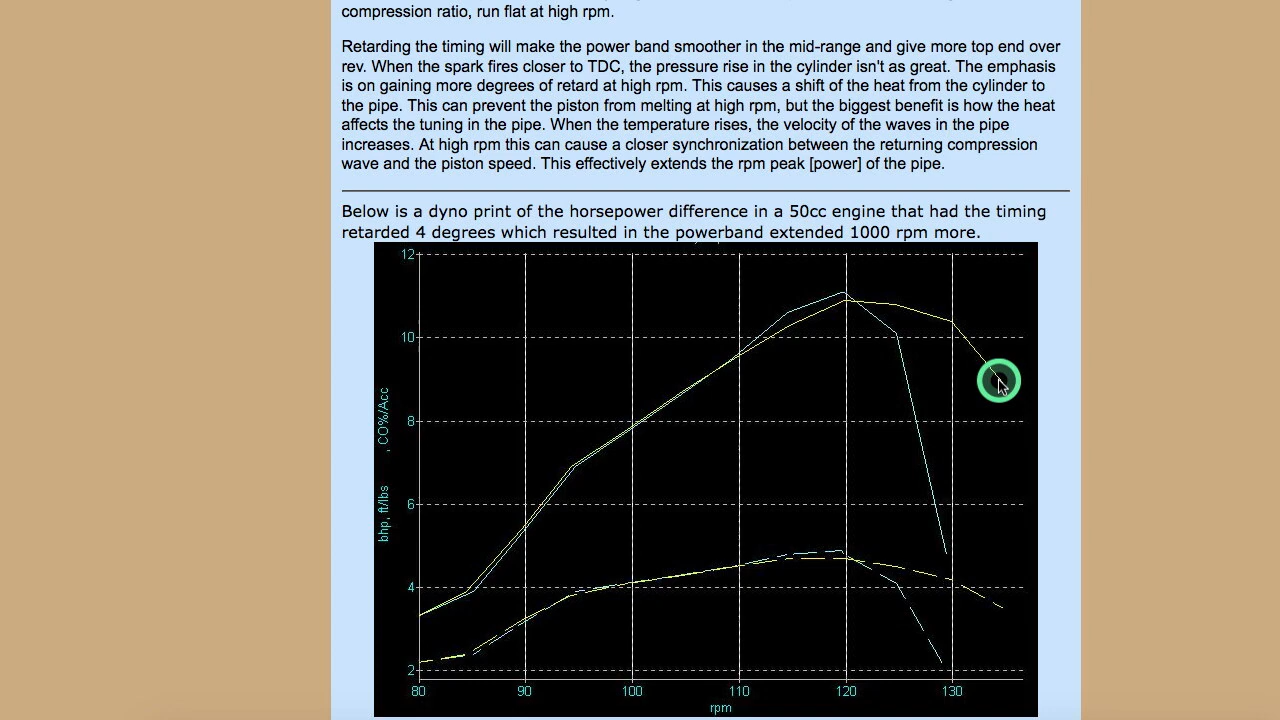 compression ratio, run flat at high rpm.
Retarding the timing will make the power band smoother in the mid-range and give more top end over
rev. When the spark fires closer to TDC, the pressure rise in the cylinder isn't as great. The emphasis
is on gaining more degrees of retard at high rpm. This causes a shift of the heat from the cylinder to
the pipe. This can prevent the piston from melting at high rpm, but the biggest benefit is how the heat
affects the tuning in the pipe. When the temperature rises, the velocity of the waves in the pipe
increases. At high rpm this can cause a closer synchronization between the returning compression
wave and the piston speed. This effectively extends the rpm peak [power] of the pipe.
Below is a dyno print of the horsepower difference in a 50cc engine that had the timing
retarded 4 degrees which resulted in the powerband extended 1000 rpm more.
12
10
8
6
4
2
bhp, ft/lbs , CO%/Acc
80 90 100 110 120 130
rpm